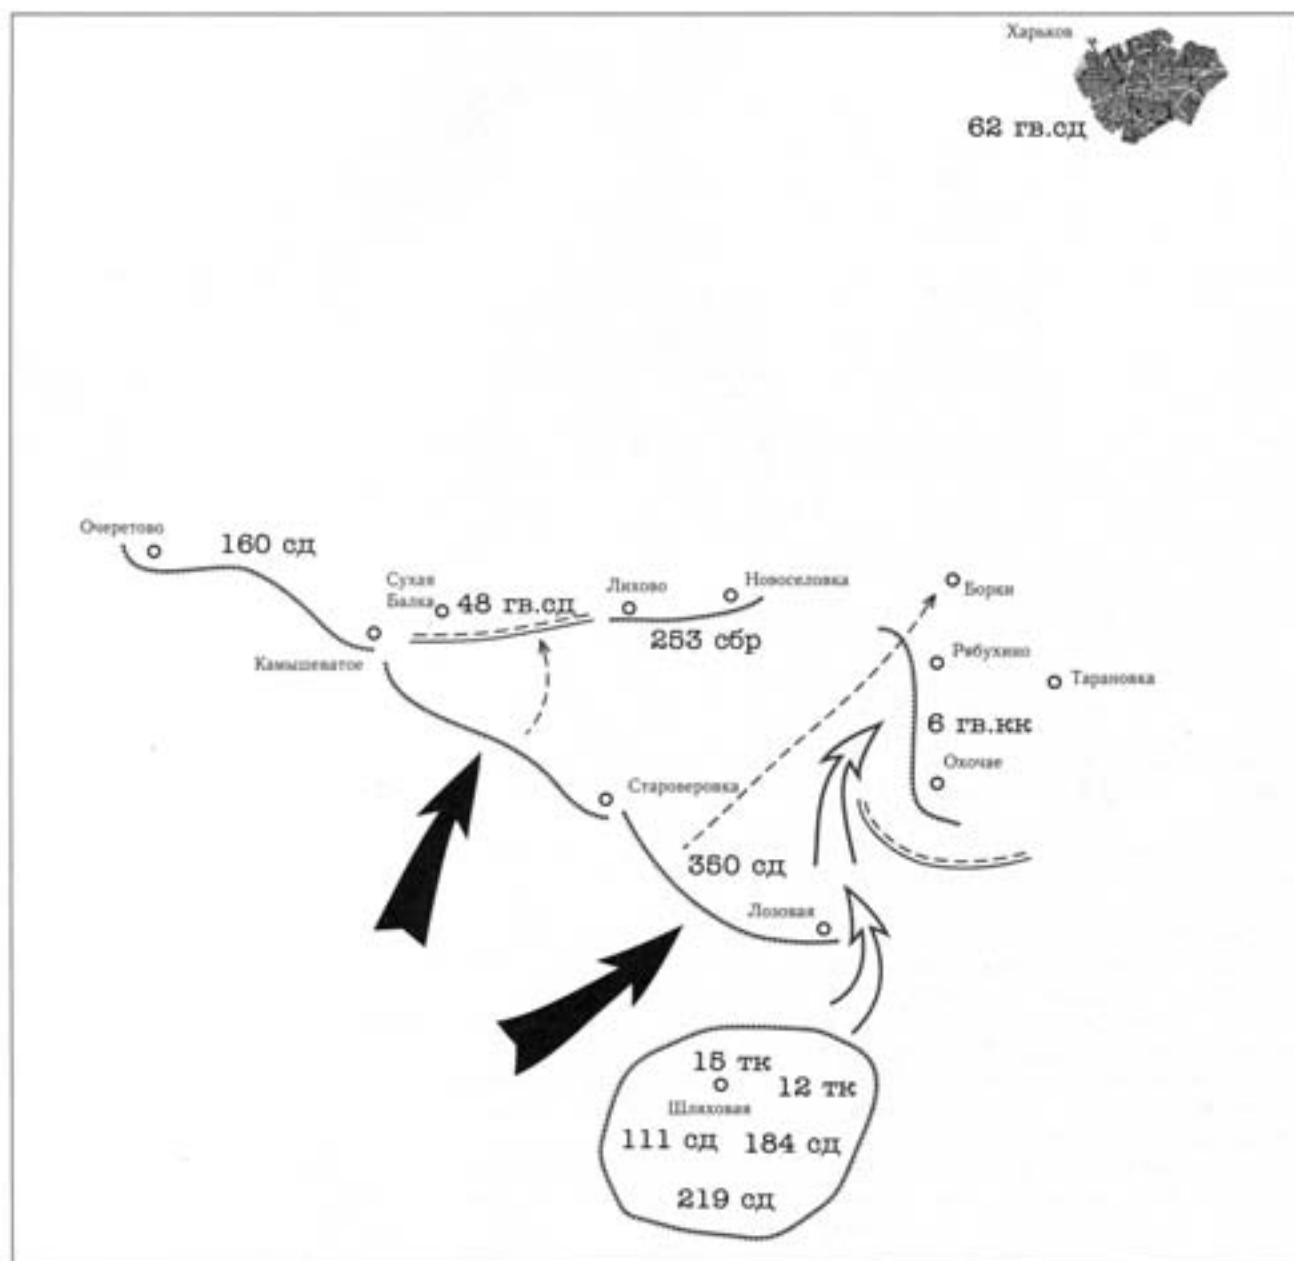 Харьков
62 гв.сд
Очеретово
160 сд
Сухая
Балка
48 гв.сд
Лихово
Новоселовка
253 сбр
Борки
Камышеватое
Рябухино
Тарановка
6 гв.кк
Охочае
Староверовка
350 сд
Лозовая
15 тк
12 тк
Шляховая
111 сд
184 сд
219 сд